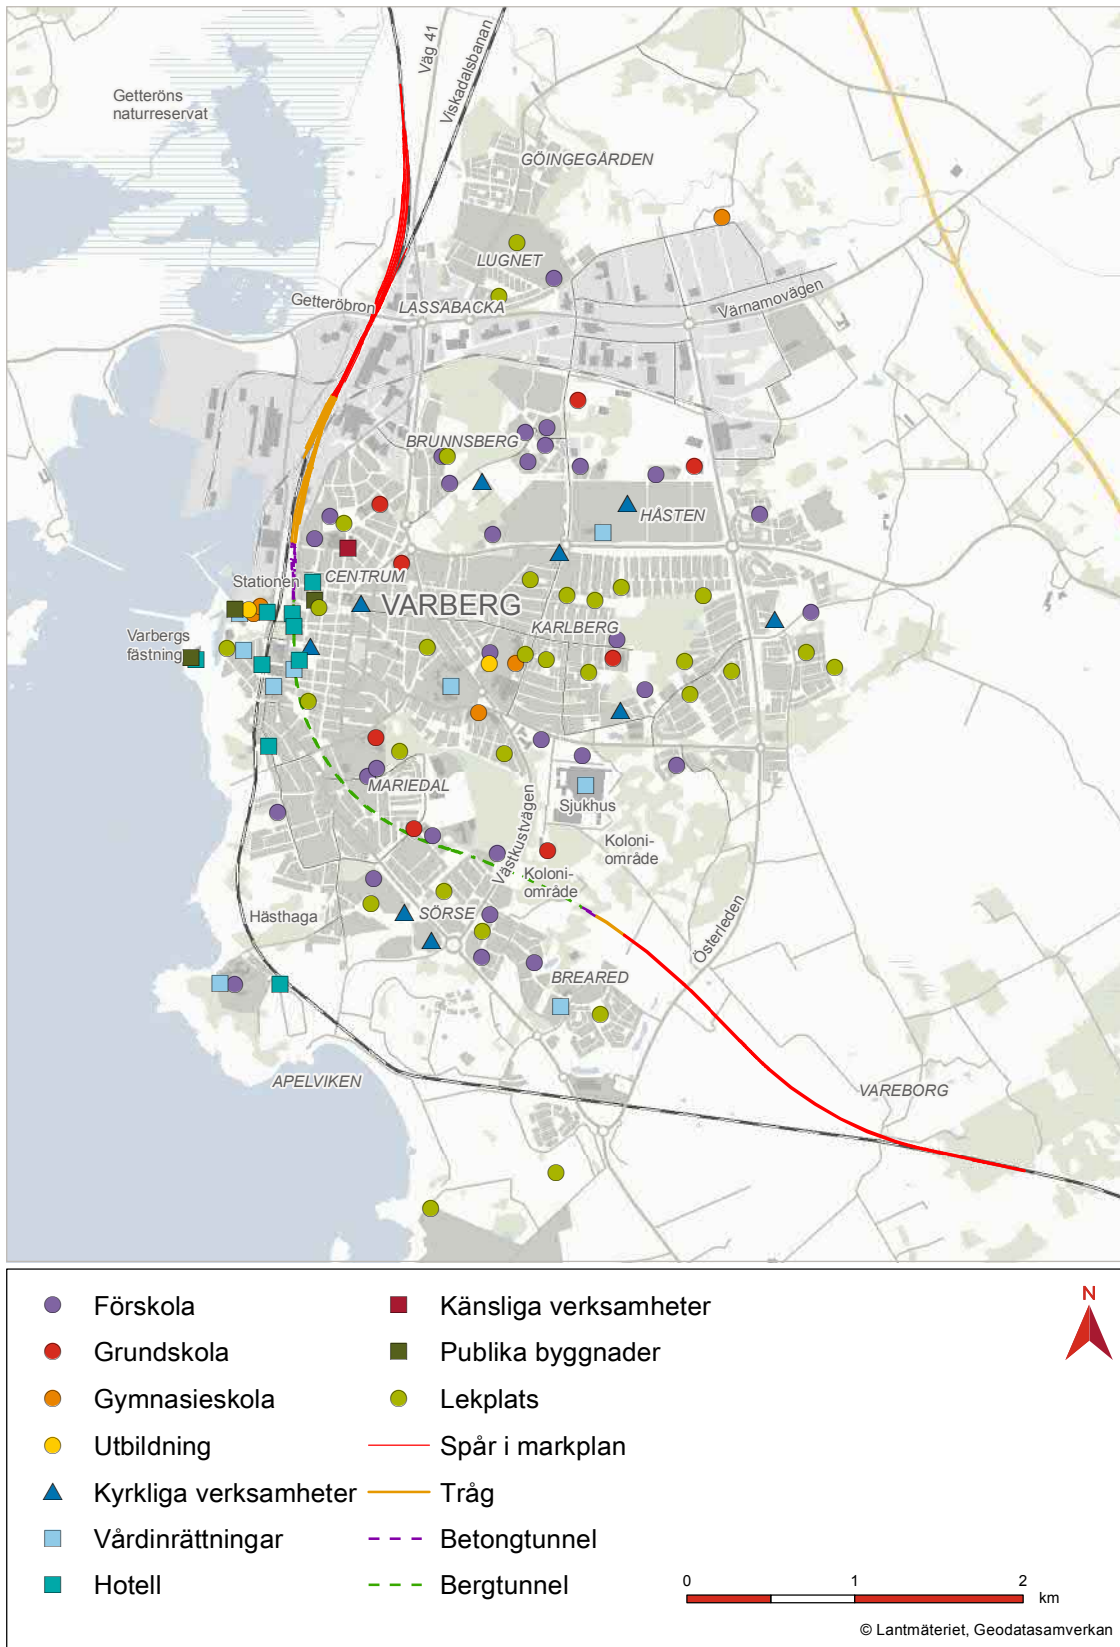 Väg 41
Viskadalsbanan
Getteröns
naturreservat
GÖINGEGÅRDEN
LUGNET
Getteröbron
LASSABACKA
Värnamovägen
BRUNNSBERG
HÅSTEN
Stationen
CENTRUM
VARBERG
KARLBERG
Varbergs
fästning
MARIEDAL
Sjukhus
Västkustvägen
Koloni-
område
Koloni-
område
Hästhaga
SÖRSE
Österleden
BREARED
APELVIKEN
VAREBORG
Förskola
Grundskola
Gymnasieskola
Utbildning
Kyrkliga verksamheter
Vårdinrättningar
Hotell
Känsliga verksamheter
Publika byggnader
Lekplats
Spår i markplan
Tråg
Betongtunnel
Bergtunnel
N
0 1 2
km
© Lantmäteriet, Geodatasamverkan